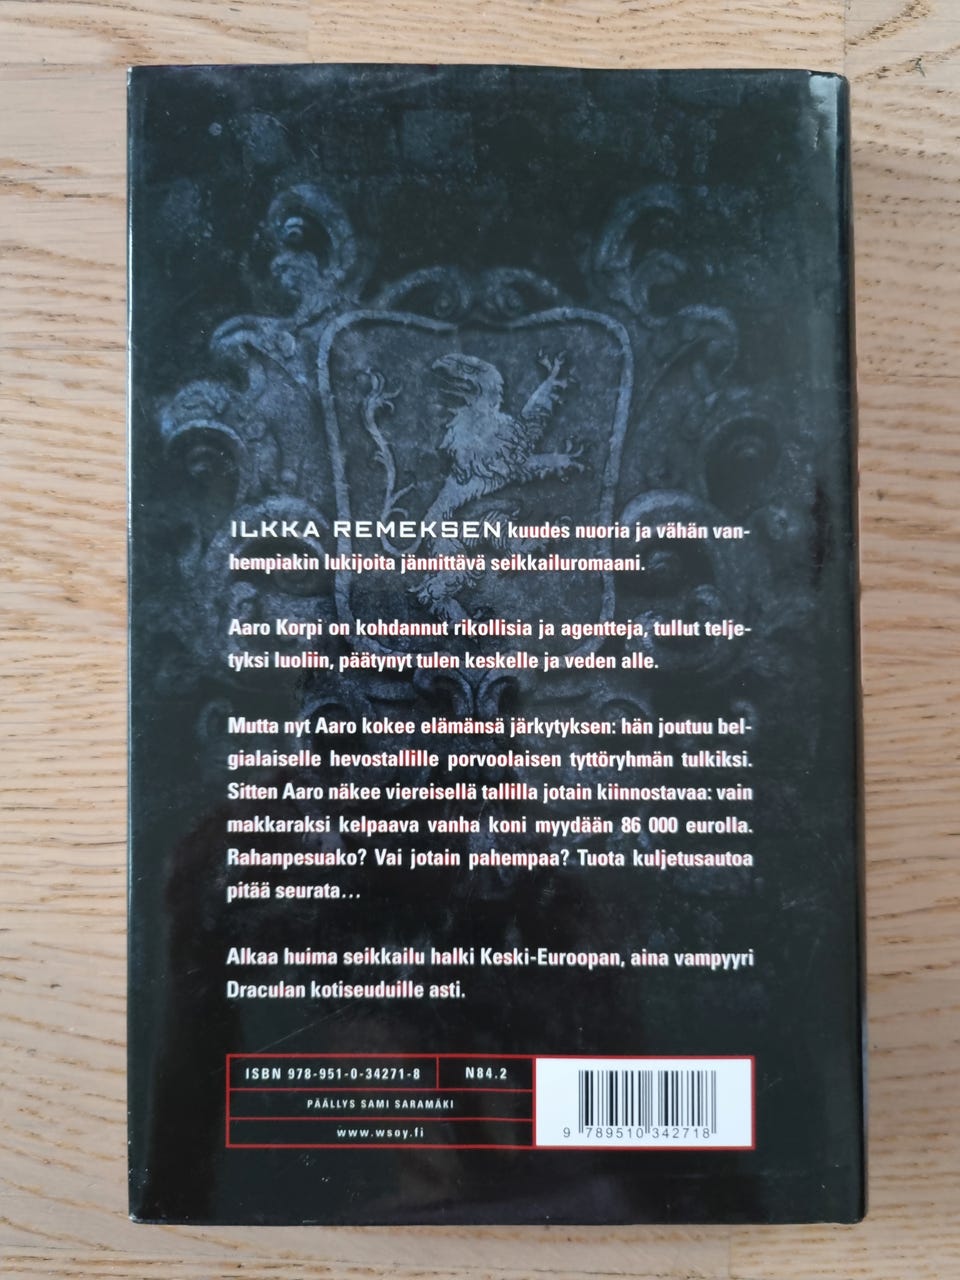 ILKKA REMEKSEN kuudes nuoria ja vähän van-
hempiakin lukijoita jännittävä seikkailuromaani.
Aaro Korpi on kohdannut rikollisia ja agentteja, tullut telje-
tyksi luoliin, päätynyt tulen keskelle ja veden alle.
Mutta nyt Aaro kokee elämänsä järkytyksen: hän joutuu bel-
gialaiselle hevostallille porvoolaisen tyttöryhmän tulkiksi.
Sitten Aaro näkee viereisellä tallilla jotain kiinnostavaa: vain
makkaraksi kelpaava vanha koni myydään 86 000 eurolla.
Rahanpesuako? Vai jotain pahempaa? Tuota kuljetusautoa
pitää seurata...
Alkaa huima seikkailu halki Keski-Euroopan, aina vampyyri
Draculan kotiseuduille asti.
ISBN 978-951-0-34271-8 N84.2
PÄÄLLYS SAMI SARAMÄKI
www.wsoy.fi
9 789510 342718